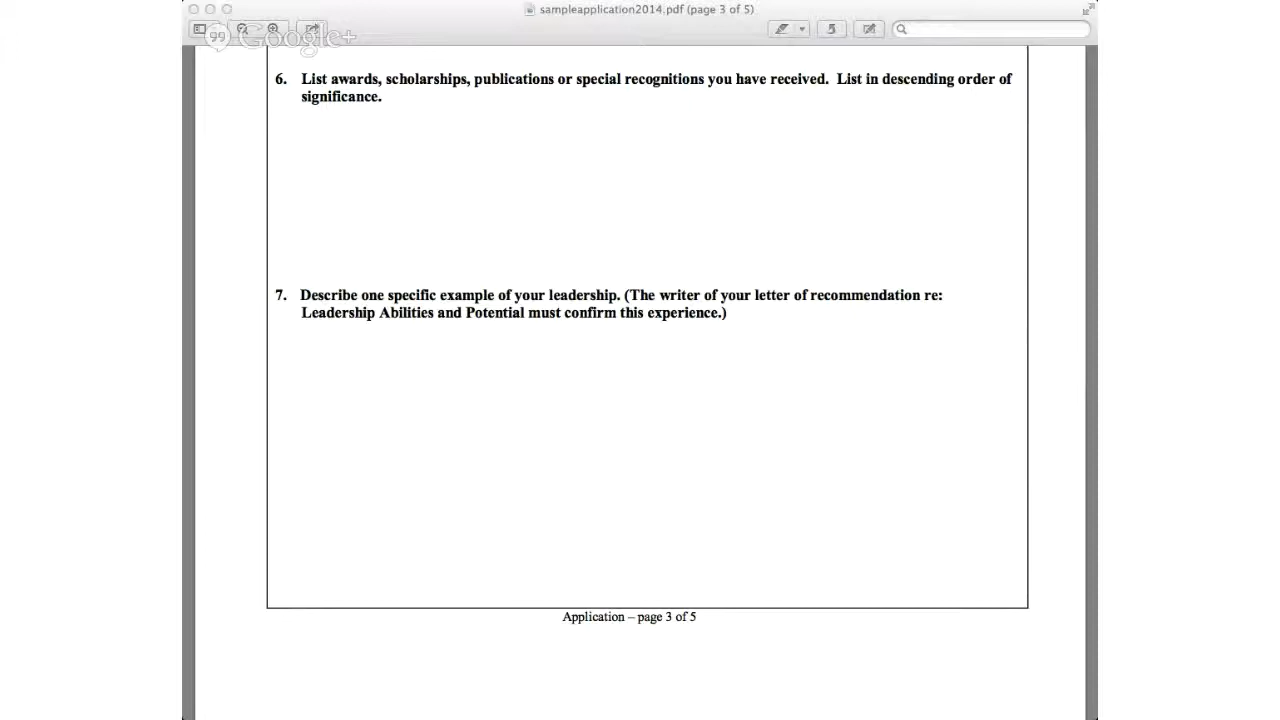 sampleapplication2014.pdf (page 3 of 5)
99 Google+
6. List awards, scholarships, publications or special recognitions you have received. List in descending order of
significance.
7. Describe one specific example of your leadership. (The writer of your letter of recommendation re:
Leadership Abilities and Potential must confirm this experience.)
Application – page 3 of 5